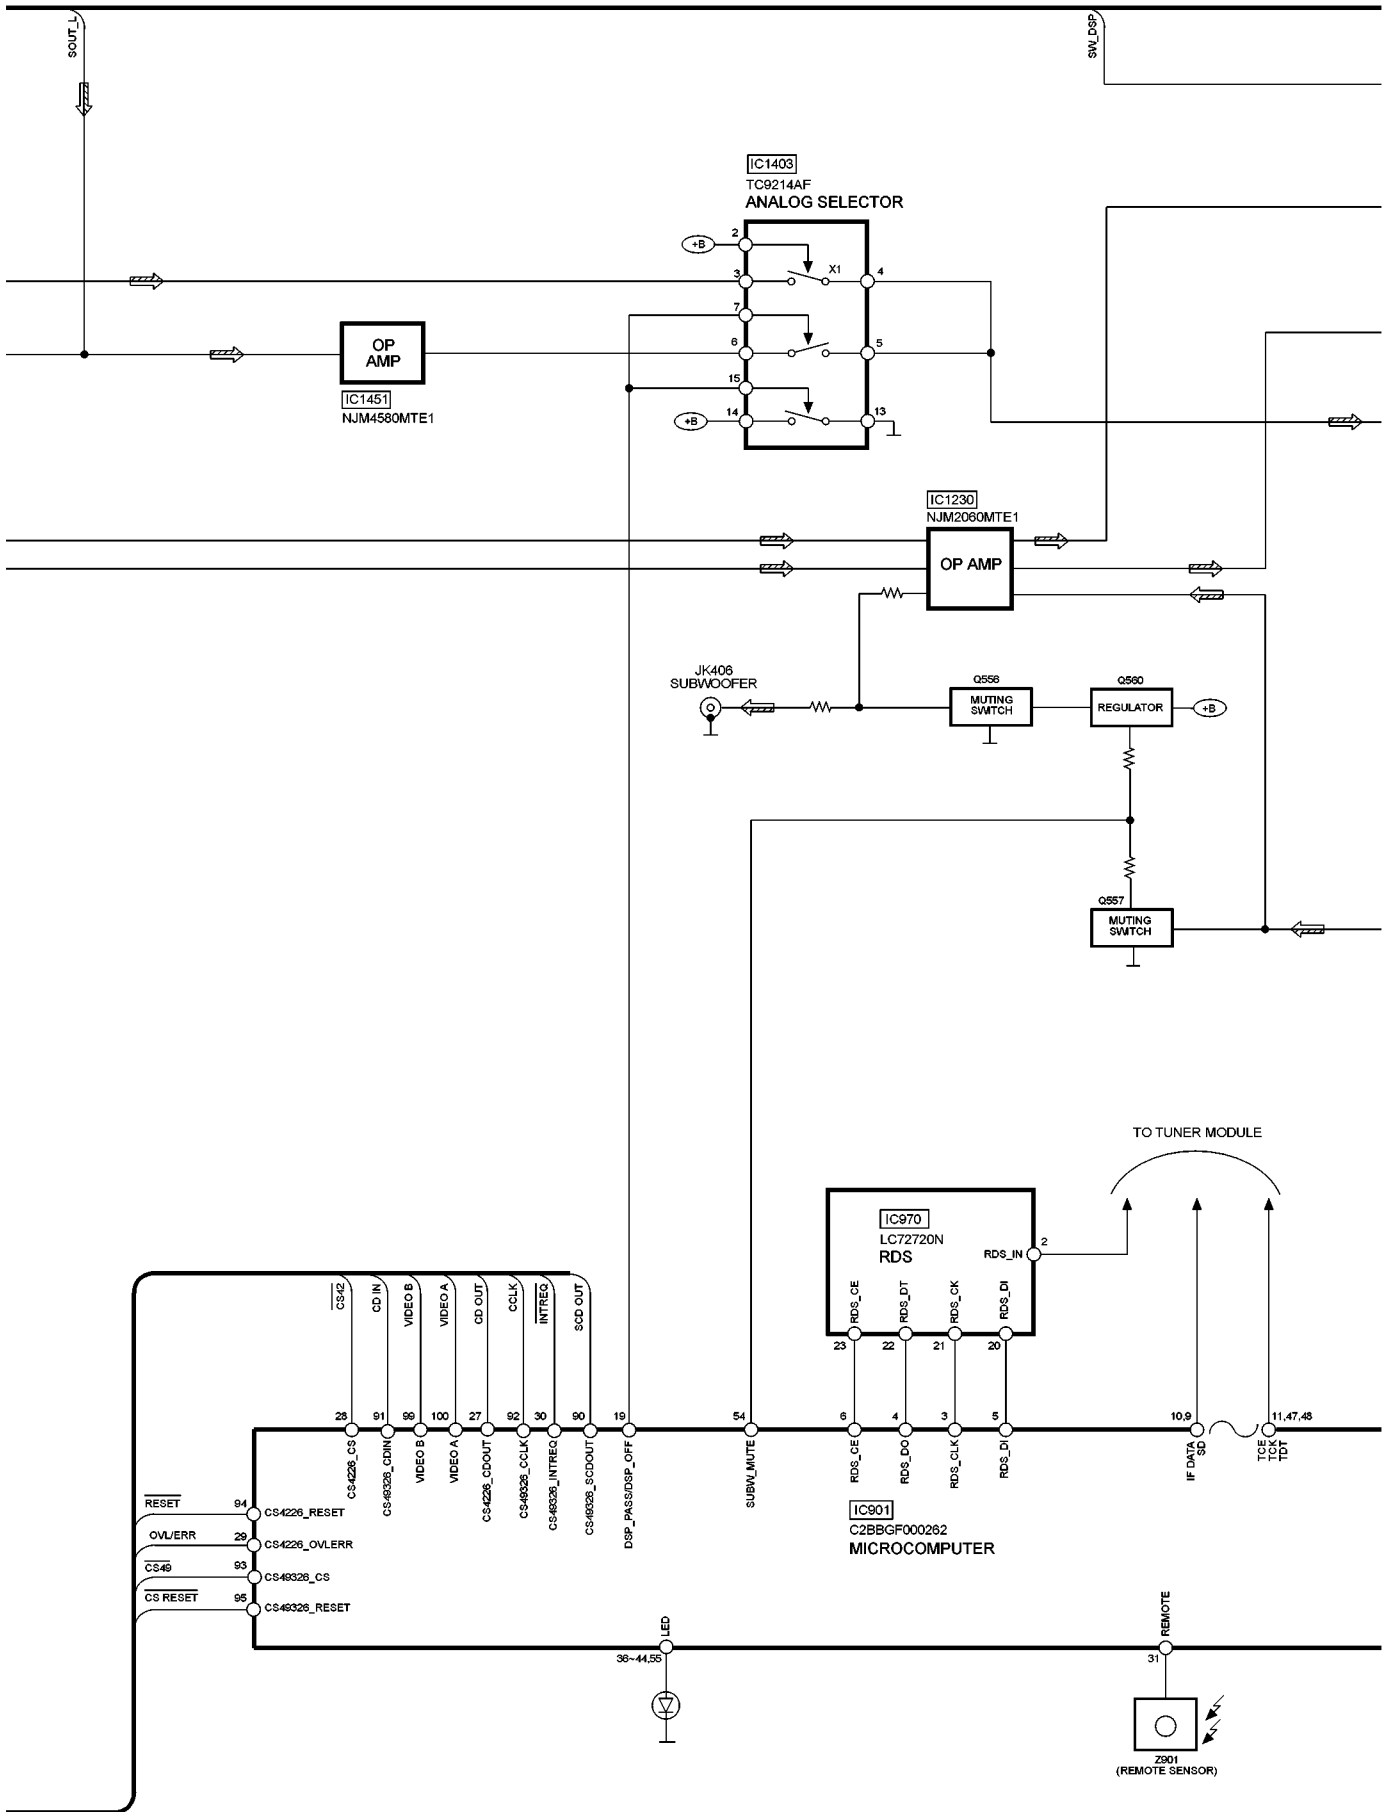 SOUT_L
SW_DSP
IC1403
TC9214AF
ANALOG SELECTOR
+B
2
3
X1
4
7
6
5
15
+B
14
13
OP
AMP
IC1451
NJM4580MTE1
IC1230
NJM2060MTE1
OP AMP
JK406
SUBWOOFER
Q556
MUTING
SWITCH
Q560
REGULATOR
+B
Q557
MUTING
SWITCH
TO TUNER MODULE
IC970
LC72720N
RDS
RDS_IN
2
RDS_CE
RDS_DT
RDS_CK
RDS_DI
23
22
21
20
CS42
CD IN
VIDEO B
VIDEO A
CD OUT
CCLK
INTREQ
SCD OUT
28
91
99
100
27
92
30
90
19
54
6
4
3
5
10,9
11,47,48
CS4226_CS
CS49326_CDIN
VIDEO B
VIDEO A
CS4226_CDOUT
CS49326_CCLK
CS49326_INTREQ
CS49326_SCDOUT
DSP_PASS/DSP_OFF
SUBW_MUTE
RDS_CE
RDS_DO
RDS_CLK
RDS_DI
IF DATA
SD
TCE
TCK
TDT
IC901
C2BBGF000262
MICROCOMPUTER
RESET
94
CS4226_RESET
OVL/ERR
29
CS4226_OVLERR
CS49
93
CS49326_CS
CS RESET
95
CS49326_RESET
LED
36~44,55
REMOTE
31
Z901
(REMOTE SENSOR)